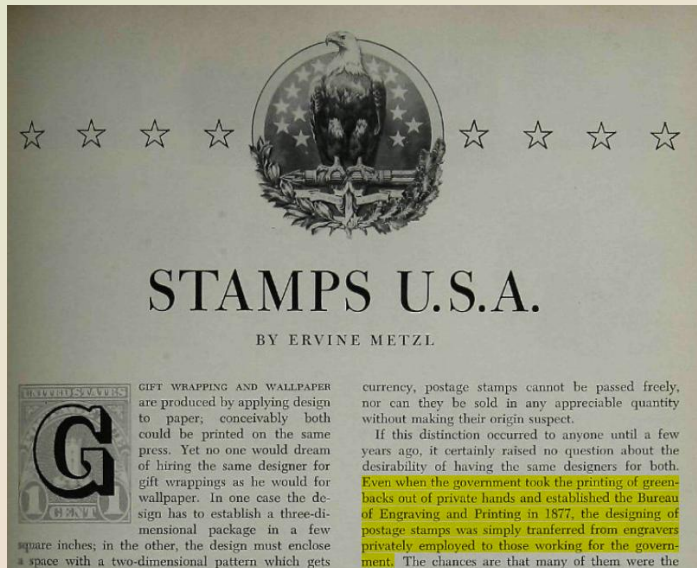 STAMPS U.S.A.
BY ERVINE METZL
UNITED STATES
G
1 CENT 1
GIFT WRAPPING AND WALLPAPER
are produced by applying design
to paper; conceivably both
could be printed on the same
press. Yet no one would dream
of hiring the same designer for
gift wrappings as he would for
wallpaper. In one case the de-
sign has to establish a three-di-
mensional package in a few
square inches; in the other, the design must enclose
a space with a two-dimensional pattern which gets
currency, postage stamps cannot be passed freely,
nor can they be sold in any appreciable quantity
without making their origin suspect.
If this distinction occurred to anyone until a few
years ago, it certainly raised no question about the
desirability of having the same designers for both.
Even when the government took the printing of green-
backs out of private hands and established the Bureau
of Engraving and Printing in 1877, the designing of
postage stamps was simply tranferred from engravers
privately employed to those working for the govern-
ment. The chances are that many of them were the